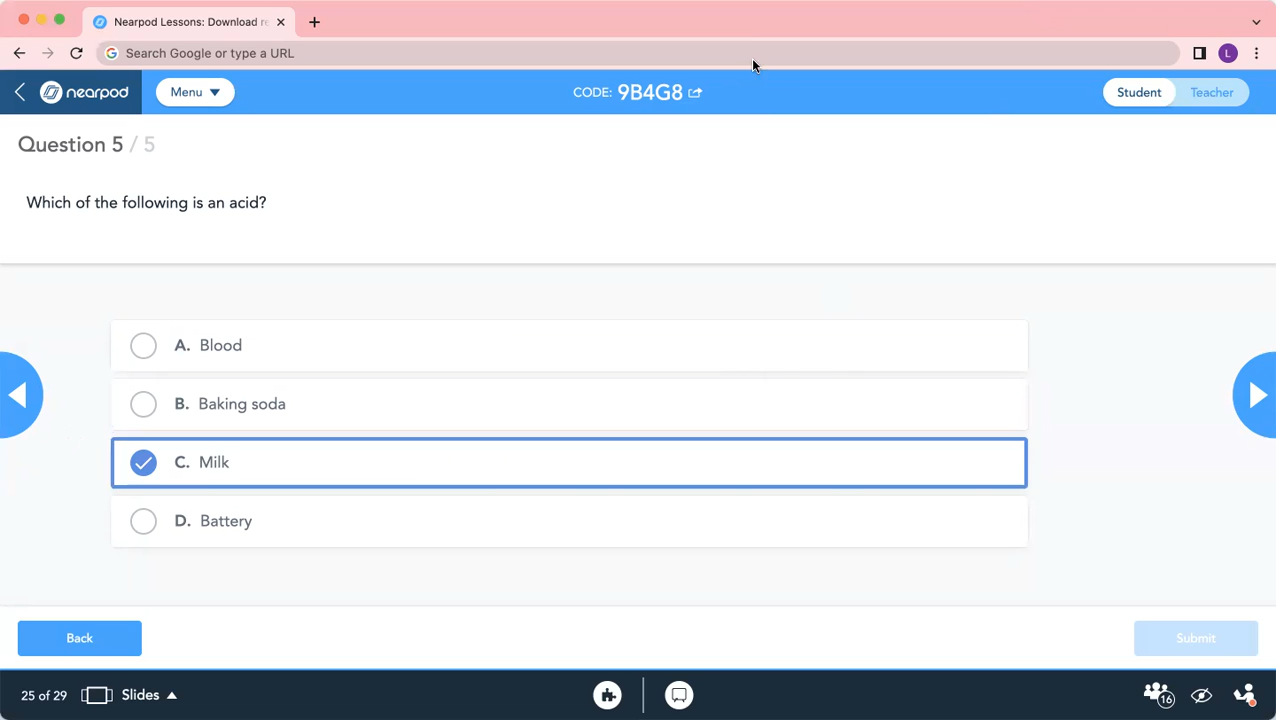 Nearpod Lessons: Download re
Search Google or type a URL
L
nearpod
Menu
CODE: 9B4G8
Student
Teacher
Question 5 / 5
Which of the following is an acid?
A. Blood
B. Baking soda
C. Milk
D. Battery
Back
Submit
25 of 29
Slides
16